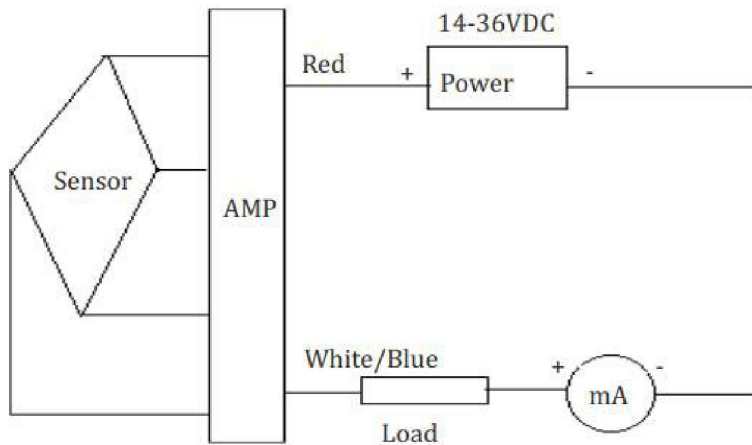 14-36VDC
Red
+
Power
-
Sensor
AMP
White/Blue
+
-
mA
Load